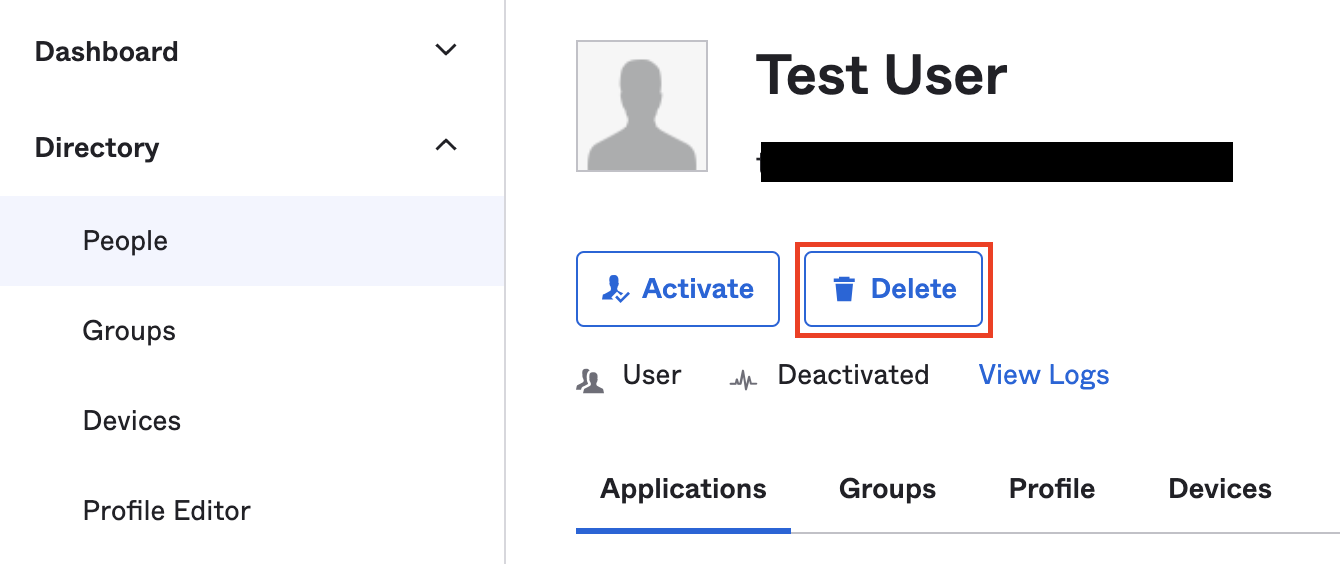 Dashboard
Directory
People
Groups
Devices
Profile Editor
Test User
Activate
Delete
User
Deactivated
View Logs
Applications
Groups
Profile
Devices